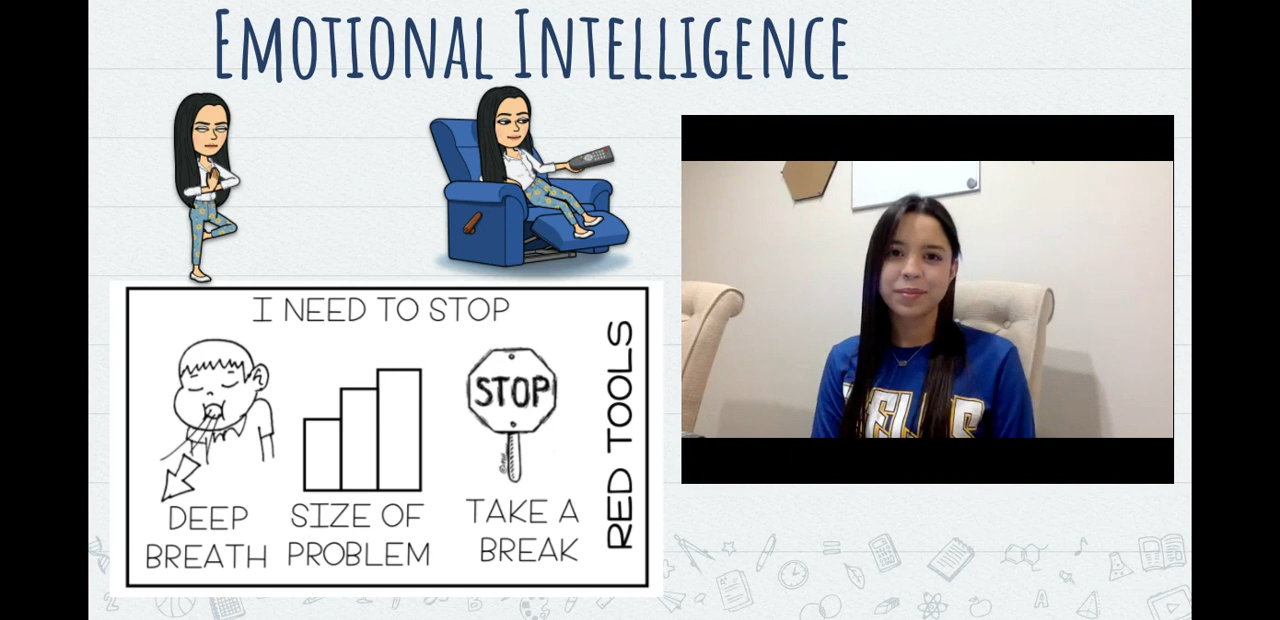 EMOTIONAL INTELLIGENCE
I NEED TO STOP
STOP
DEEP
BREATH
SIZE OF
PROBLEM
TAKE A
BREAK
RED TOOLS